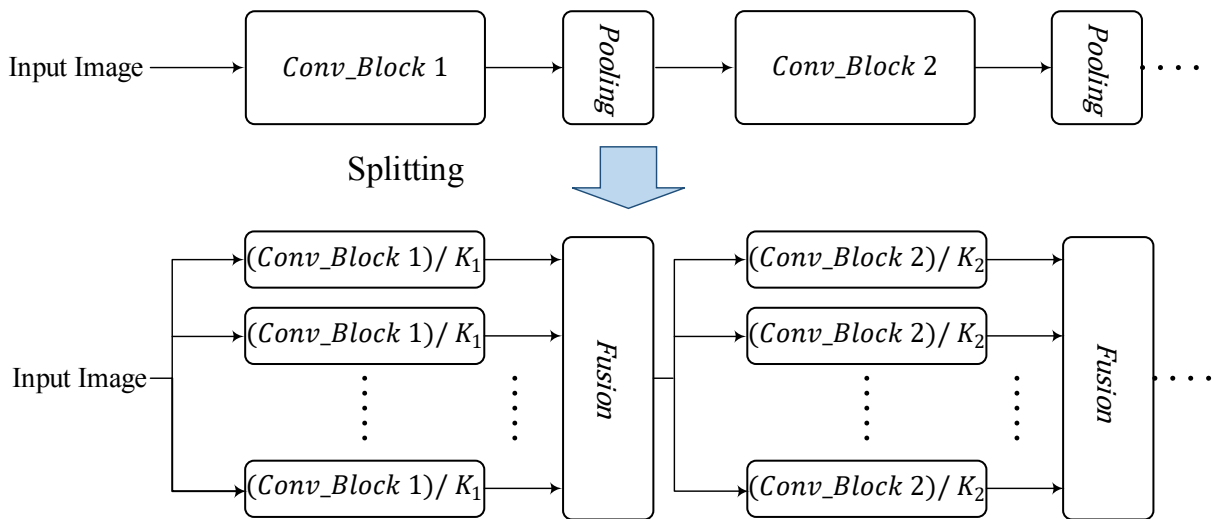 Input Image
Conv_Block 1
Pooling
Conv_Block 2
Pooling
Splitting
Input Image
(Conv_Block 1)/ K₁
(Conv_Block 1)/ K₁
(Conv_Block 1)/ K₁
Fusion
(Conv_Block 2)/ K₂
(Conv_Block 2)/ K₂
(Conv_Block 2)/ K₂
Fusion